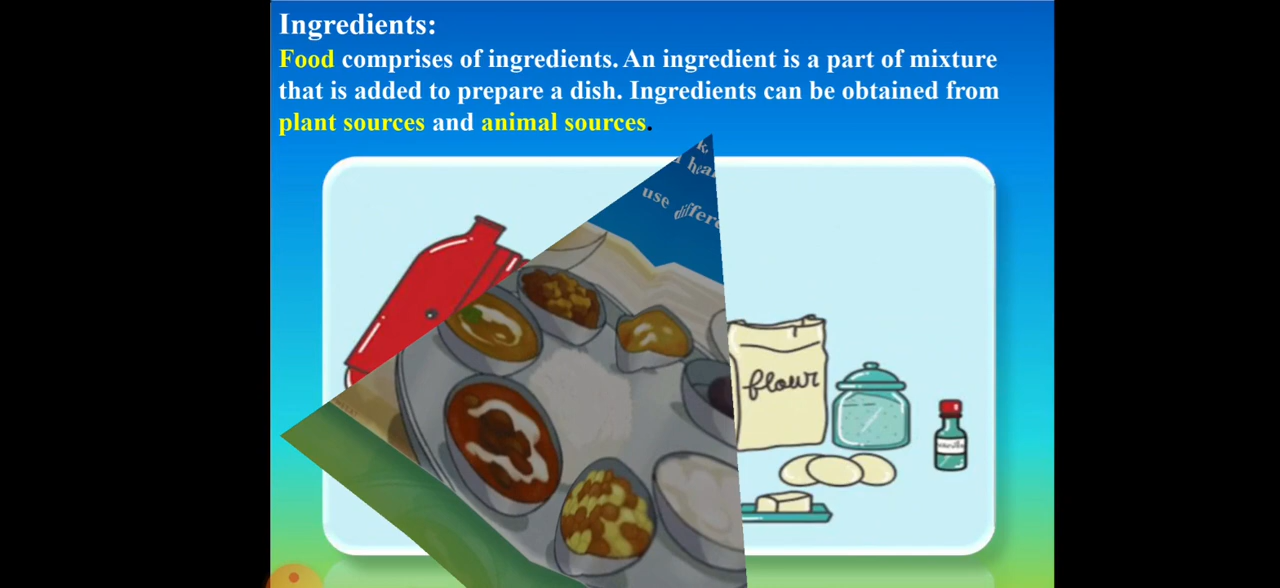 Ingredients:
Food comprises of ingredients. An ingredient is a part of mixture
that is added to prepare a dish. Ingredients can be obtained from
plant sources and animal sources.
use
flour